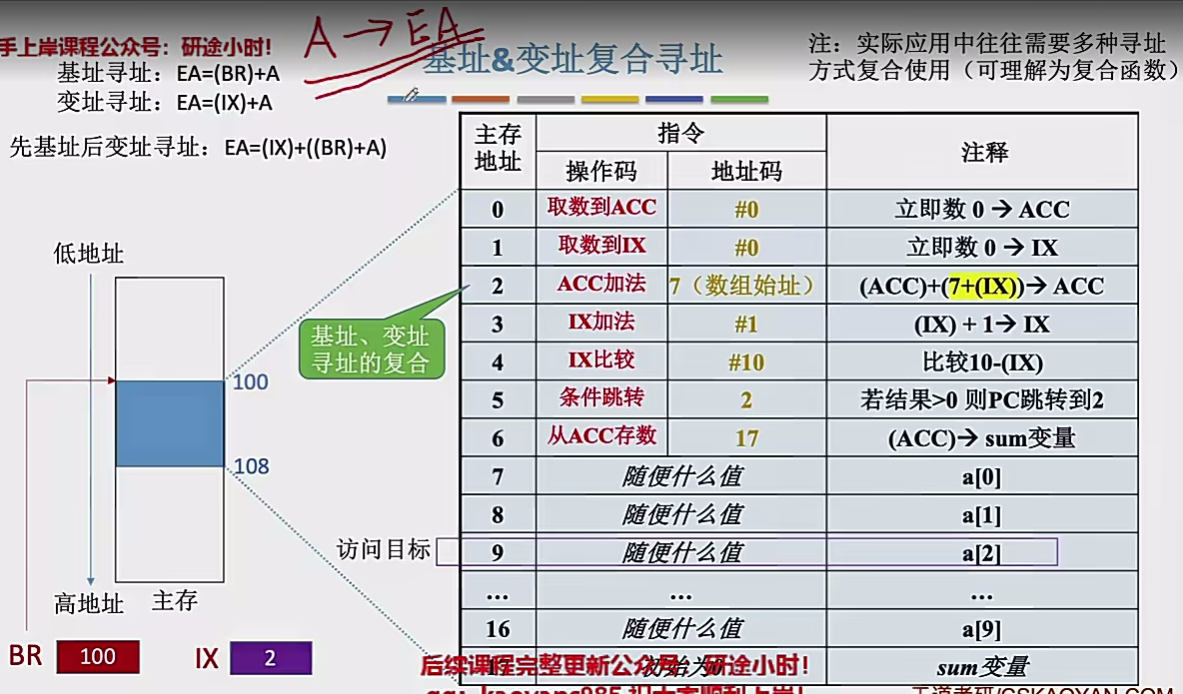 手上岸课程公众号：研途小时！
A→EA
基址&变址复合寻址
注：实际应用中往往需要多种寻址
方式复合使用（可理解为复合函数）
基址寻址：EA=(BR)+A
变址寻址：EA=(IX)+A
先基址后变址寻址：EA=(IX)+((BR)+A)
主存地址 指令 注释
操作码 地址码
0 取数到ACC #0 立即数 0 → ACC
1 取数到IX #0 立即数 0 → IX
2 ACC加法 7（数组始址） (ACC)+(7+(IX))→ ACC
3 IX加法 #1 (IX) + 1→ IX
4 IX比较 #10 比较10-(IX)
5 条件跳转 2 若结果>0 则PC跳转到2
6 从ACC存数 17 (ACC)→ sum变量
7 随便什么值 a[0]
8 随便什么值 a[1]
9 随便什么值 a[2]
... ... ...
16 随便什么值 a[9]
初始为0 sum变量
基址、变址
寻址的复合
访问目标
低地址
100
108
高地址 主存
BR 100 IX 2
后续课程完整更新公众号：研途小时！